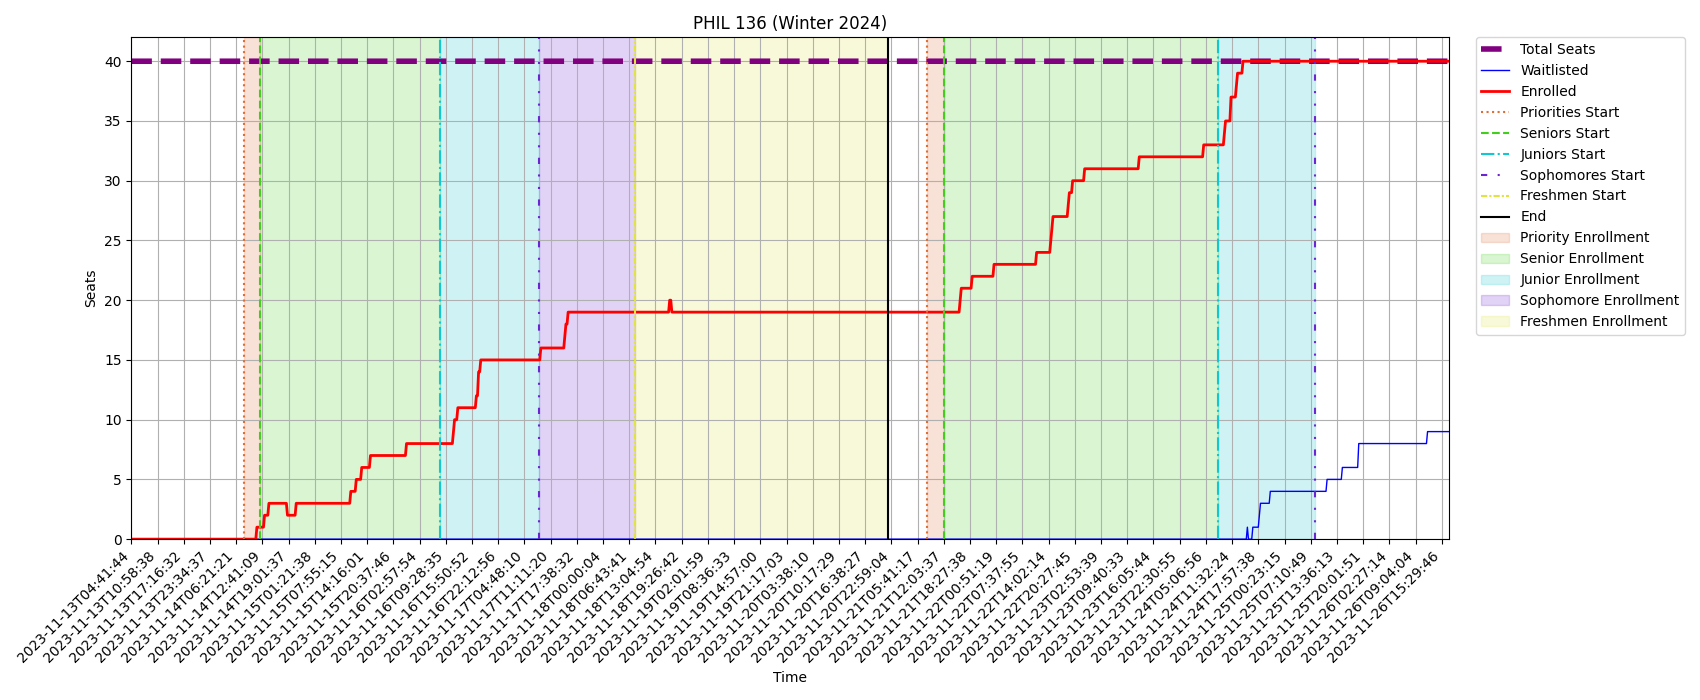 PHIL 136 (Winter 2024)
Seats
40
35
30
25
20
15
10
5
0
2023-11-13T04:41:44
2023-11-13T10:58:38
2023-11-13T17:16:32
2023-11-13T23:34:37
2023-11-14T06:21:21
2023-11-14T12:41:09
2023-11-14T19:01:37
2023-11-15T01:21:38
2023-11-15T07:55:15
2023-11-15T14:16:01
2023-11-15T20:37:46
2023-11-16T02:57:54
2023-11-16T09:28:35
2023-11-16T15:50:52
2023-11-16T22:12:56
2023-11-17T04:48:10
2023-11-17T11:11:20
2023-11-17T17:38:32
2023-11-18T00:00:04
2023-11-18T06:43:41
2023-11-18T13:04:54
2023-11-18T19:26:42
2023-11-19T02:01:59
2023-11-19T08:36:33
2023-11-19T14:57:00
2023-11-19T21:17:03
2023-11-20T03:38:10
2023-11-20T10:17:29
2023-11-20T16:38:27
2023-11-20T22:59:04
2023-11-21T05:41:17
2023-11-21T12:03:37
2023-11-21T18:27:38
2023-11-22T00:51:19
2023-11-22T07:37:55
2023-11-22T14:02:14
2023-11-22T20:27:45
2023-11-23T02:53:39
2023-11-23T09:40:33
2023-11-23T16:05:44
2023-11-23T22:30:55
2023-11-24T05:06:56
2023-11-24T11:32:24
2023-11-24T17:57:38
2023-11-25T00:23:15
2023-11-25T07:10:49
2023-11-25T13:36:13
2023-11-25T20:01:51
2023-11-26T02:27:14
2023-11-26T09:04:04
2023-11-26T15:29:46
Time
Total Seats
Waitlisted
Enrolled
Priorities Start
Seniors Start
Juniors Start
Sophomores Start
Freshmen Start
End
Priority Enrollment
Senior Enrollment
Junior Enrollment
Sophomore Enrollment
Freshmen Enrollment